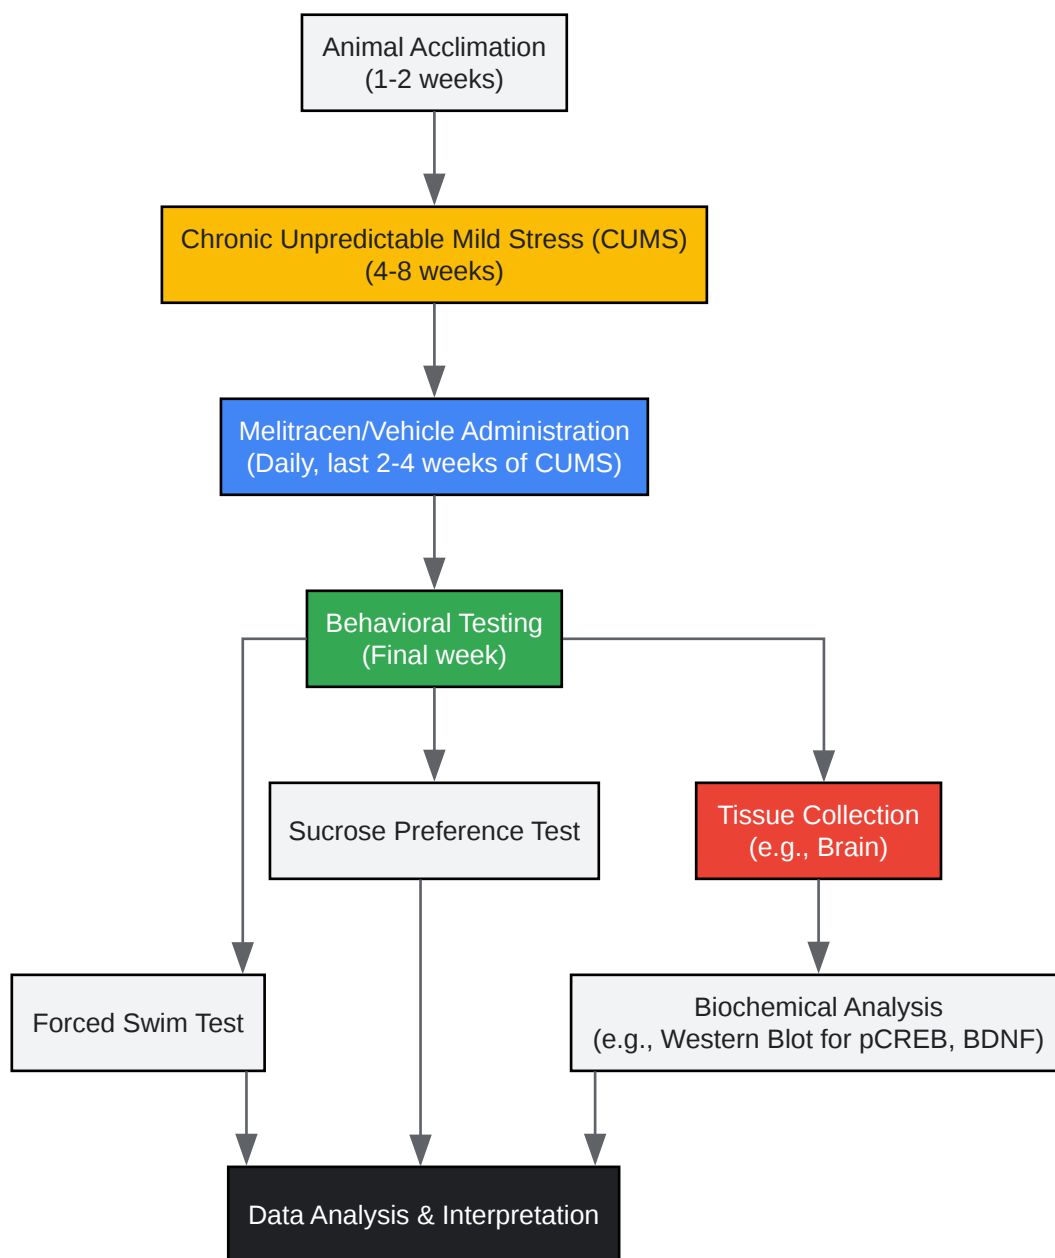 Animal Acclimation
(1-2 weeks)
Chronic Unpredictable Mild Stress (CUMS)
(4-8 weeks)
Melitracen/Vehicle Administration
(Daily, last 2-4 weeks of CUMS)
Behavioral Testing
(Final week)
Sucrose Preference Test
Tissue Collection
(e.g., Brain)
Forced Swim Test
Biochemical Analysis
(e.g., Western Blot for pCREB, BDNF)
Data Analysis & Interpretation